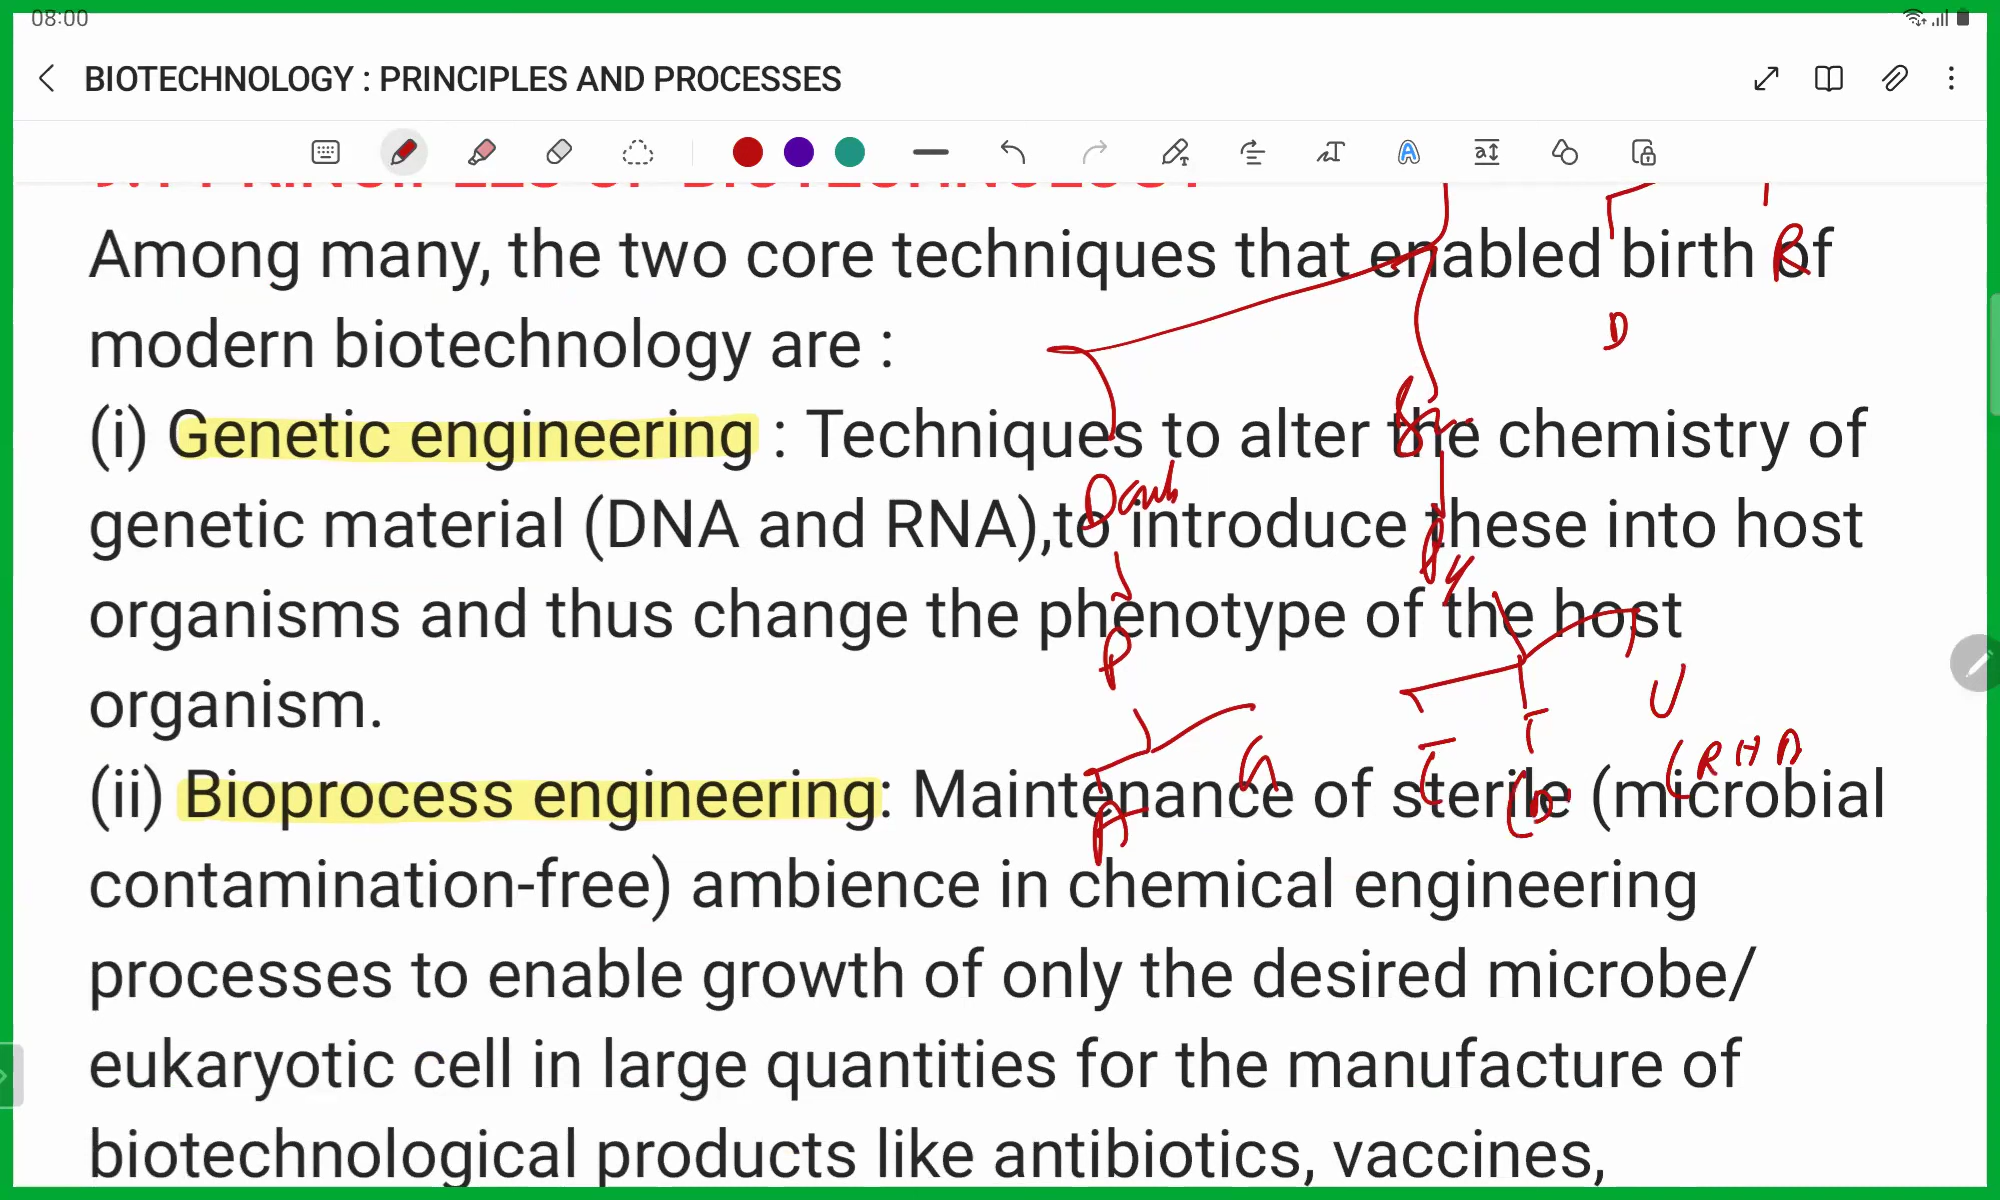 08:00
BIOTECHNOLOGY : PRINCIPLES AND PROCESSES
Among many, the two core techniques that enabled birth of
modern biotechnology are :
(i) Genetic engineering : Techniques to alter the chemistry of
genetic material (DNA and RNA),to introduce these into host
organisms and thus change the phenotype of the host
organism.
(ii) Bioprocess engineering: Maintenance of sterile (microbial
contamination-free) ambience in chemical engineering
processes to enable growth of only the desired microbe/
eukaryotic cell in large quantities for the manufacture of
biotechnological products like antibiotics, vaccines,
R
D
P
A
G
U